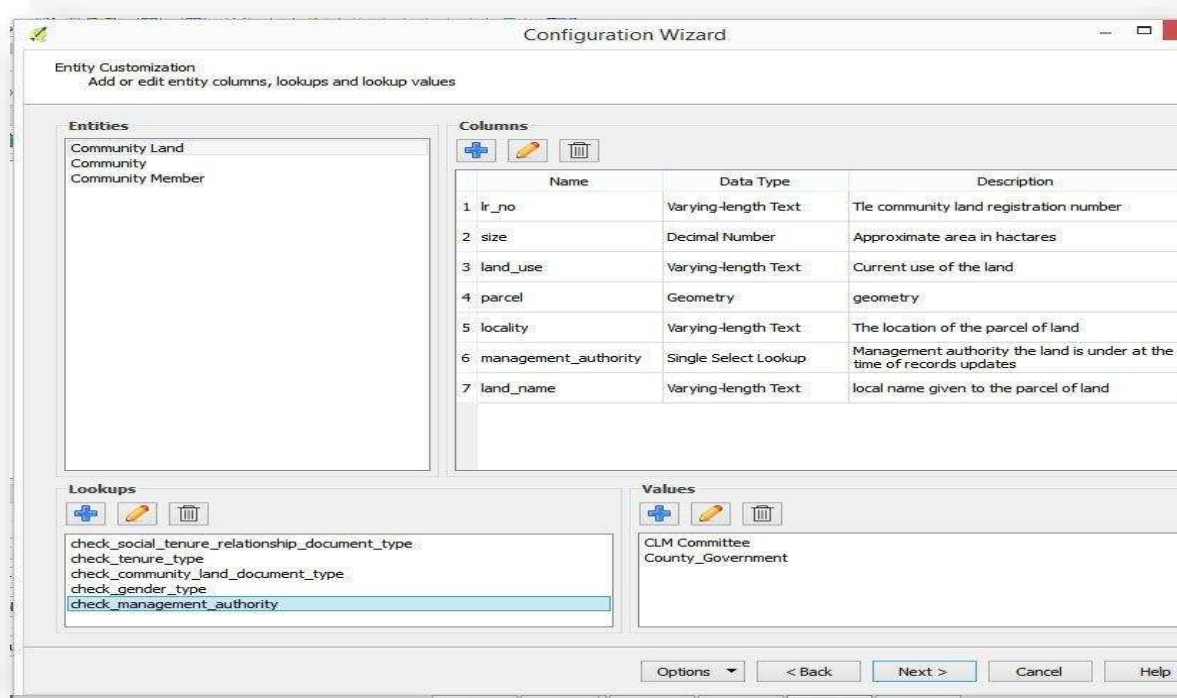 Configuration Wizard
Entity Customization
Add or edit entity columns, lookups and lookup values
Entities
Community Land
Community
Community Member
Columns
Name Data Type Description
1 lr_no Varying-length Text Tle community land registration number
2 size Decimal Number Approximate area in hactares
3 land_use Varying-length Text Current use of the land
4 parcel Geometry geometry
5 locality Varying-length Text The location of the parcel of land
6 management_authority Single Select Lookup Management authority the land is under at the
time of records updates
7 land_name Varying-length Text local name given to the parcel of land
Lookups
check_social_tenure_relationship_document_type
check_tenure_type
check_community_land_document_type
check_gender_type
check_management_authority
Values
CLM Committee
County_Government
Options < Back Next > Cancel Help